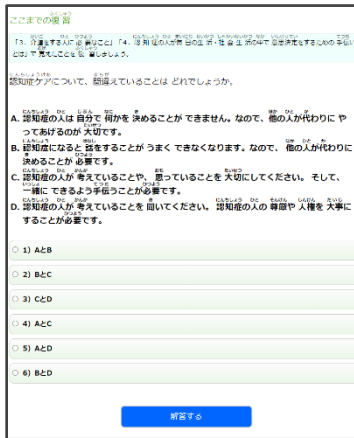 ここまでの復習
「3. 介護をする人に必要なこと」「4. 認知症の人が毎日の生活・社会生活の中で意思決定をするための手伝い
とは」で覚えたことを復習しましょう。
認知症ケアについて、間違えていることは どれでしょうか。
A. 認知症の人は 自分で 何かを 決めることが できません。なので、他の人が代わりに や
ってあげるのが 大切です。
B. 認知症になると 話をすることが うまく できなくなります。なので、 他の人が代わりに
決めることが 必要です。
C. 認知症の人が 考えていることや、 思っていることを 大切にしてください。 そして、
一緒に できるよう手伝うことが必要です。
D. 認知症の人が 考えていることを 聞いてください。 認知症の人の 尊厳や 人権を 大事に
することが必要です。
1) AとB
2) BとC
3) CとD
4) AとC
5) AとD
6) BとD
解答する